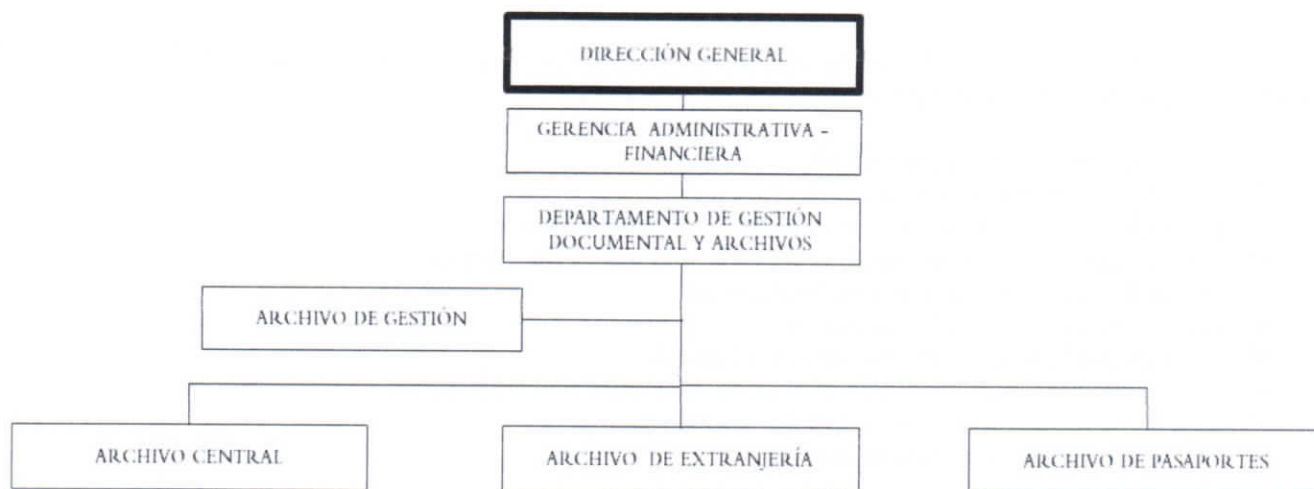 DIRECCIÓN GENERAL
GERENCIA ADMINISTRATIVA -
FINANCIERA
DEPARTAMENTO DE GESTIÓN
DOCUMENTAL Y ARCHIVOS
ARCHIVO DE GESTIÓN
ARCHIVO CENTRAL
ARCHIVO DE EXTRANJERÍA
ARCHIVO DE PASAPORTES